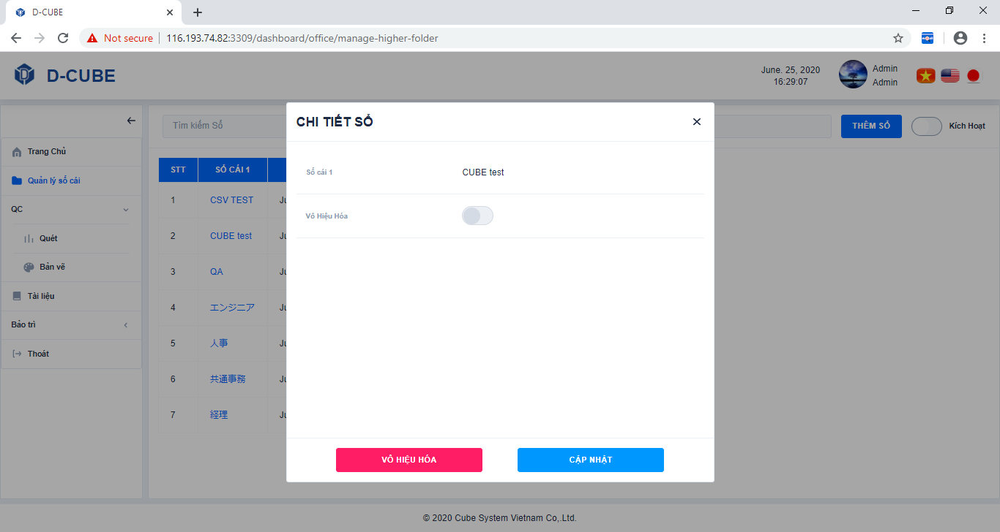 D-CUBE
Not secure
116.193.74.82:3309/dashboard/office/manage-higher-folder
D-CUBE
June. 25, 2020
16:29:07
Admin
Admin
Trang Chủ
Quản lý sổ cái
QC
Quét
Bản vẽ
Tài liệu
Bảo trì
Thoát
Tìm kiếm Sổ
THÊM SỔ
Kích Hoạt
STT
SỔ CÁI 1
1
CSV TEST
Ju
2
CUBE test
Ju
3
QA
Ju
4
エンジニア
Ju
5
人事
Ju
6
共通事務
Ju
7
経理
Ju
CHI TIẾT SỔ
Sổ cái 1
CUBE test
Vô Hiệu Hóa
VÔ HIỆU HÓA
CẬP NHẬT
© 2020 Cube System Vietnam Co,.Ltd.